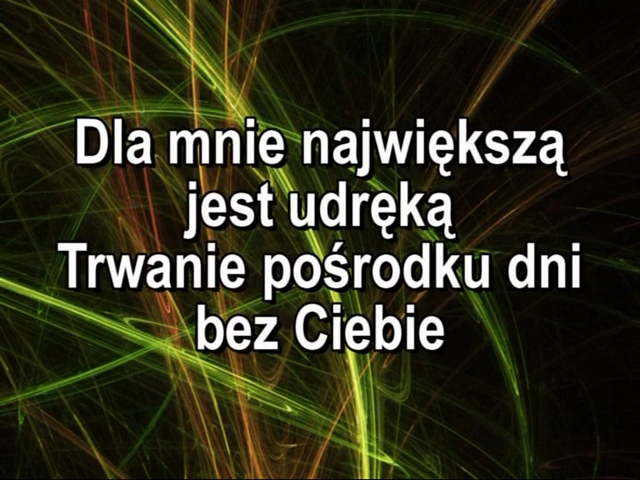 Dla mnie największą
jest udręką
Trwanie pośrodku dni
bez Ciebie